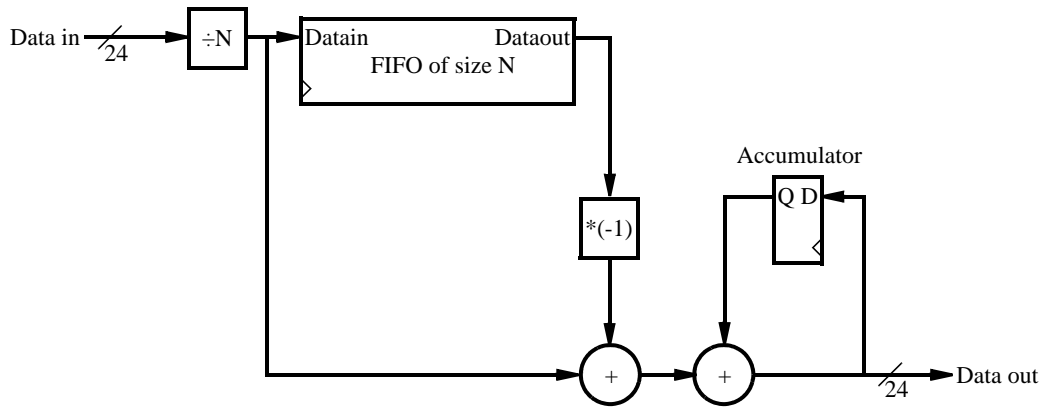 Data in
24
÷N
Datain
Dataout
FIFO of size N
*(-1)
Accumulator
Q D
+
+
24
Data out